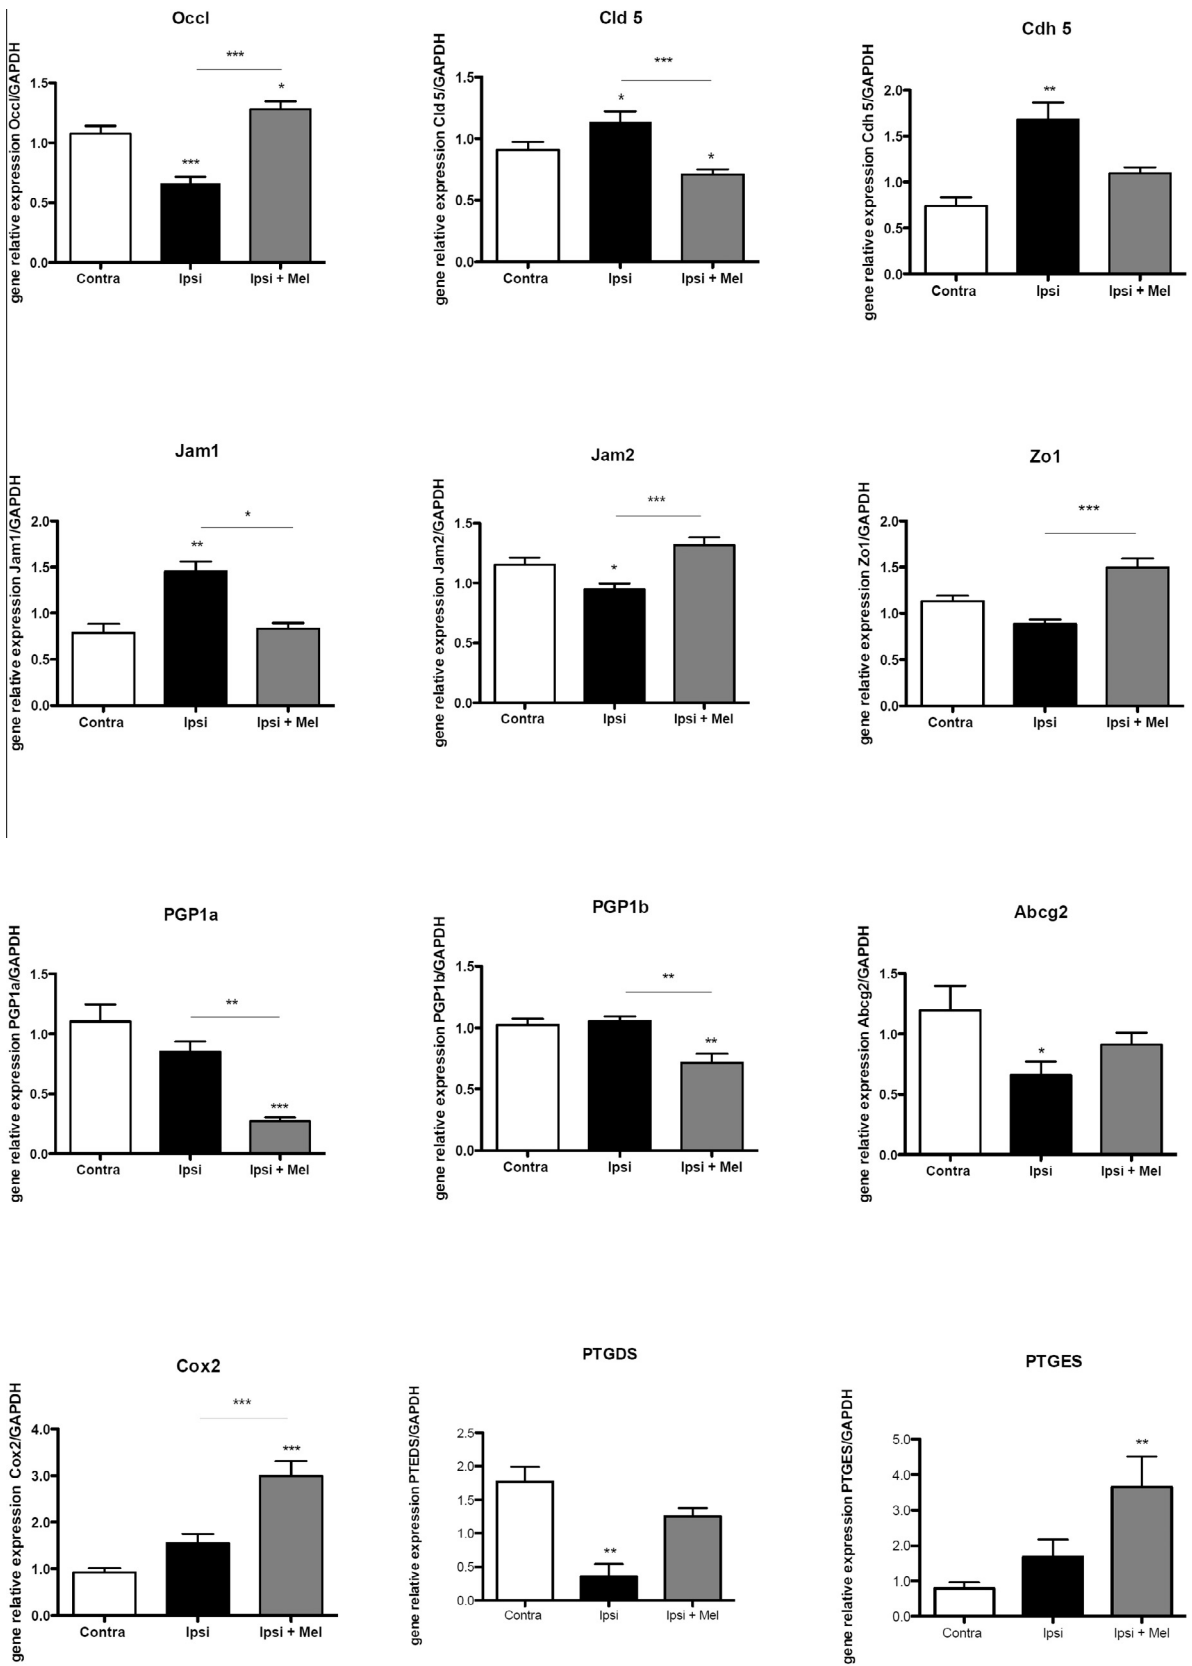 Occl
gene relative expression Occl/GAPDH
***
*
***
1.5
1.0
0.5
0.0
Contra Ipsi Ipsi + Mel
Cld 5
gene relative expression Cld 5/GAPDH
***
*
*
1.5
1.0
0.5
0.0
Contra Ipsi Ipsi + Mel
Cdh 5
gene relative expression Cdh 5/GAPDH
**
2.0
1.5
1.0
0.5
0.0
Contra Ipsi Ipsi + Mel
Jam1
gene relative expression Jam1/GAPDH
*
**
2.0
1.5
1.0
0.5
0.0
Contra Ipsi Ipsi + Mel
Jam2
gene relative expression Jam2/GAPDH
***
*
1.5
1.0
0.5
0.0
Contra Ipsi Ipsi + Mel
Zo1
gene relative expression Zo1/GAPDH
***
2.0
1.5
1.0
0.5
0.0
Contra Ipsi Ipsi + Mel
PGP1a
gene relative expression PGP1a/GAPDH
**
***
1.5
1.0
0.5
0.0
Contra Ipsi Ipsi + Mel
PGP1b
gene relative expression PGP1b/GAPDH
**
**
1.5
1.0
0.5
0.0
Contra Ipsi Ipsi + Mel
Abcg2
gene relative expression Abcg2/GAPDH
*
1.5
1.0
0.5
0.0
Contra Ipsi Ipsi + Mel
Cox2
gene relative expression Cox2/GAPDH
***
***
4.0
3.0
2.0
1.0
0.0
Contra Ipsi Ipsi + Mel
PTGDS
gene relative expression PTEDS/GAPDH
**
2.5
2.0
1.5
1.0
0.5
0.0
Contra Ipsi Ipsi + Mel
PTGES
gene relative expression PTGES/GAPDH
**
5.0
4.0
3.0
2.0
1.0
0.0
Contra Ipsi Ipsi + Mel